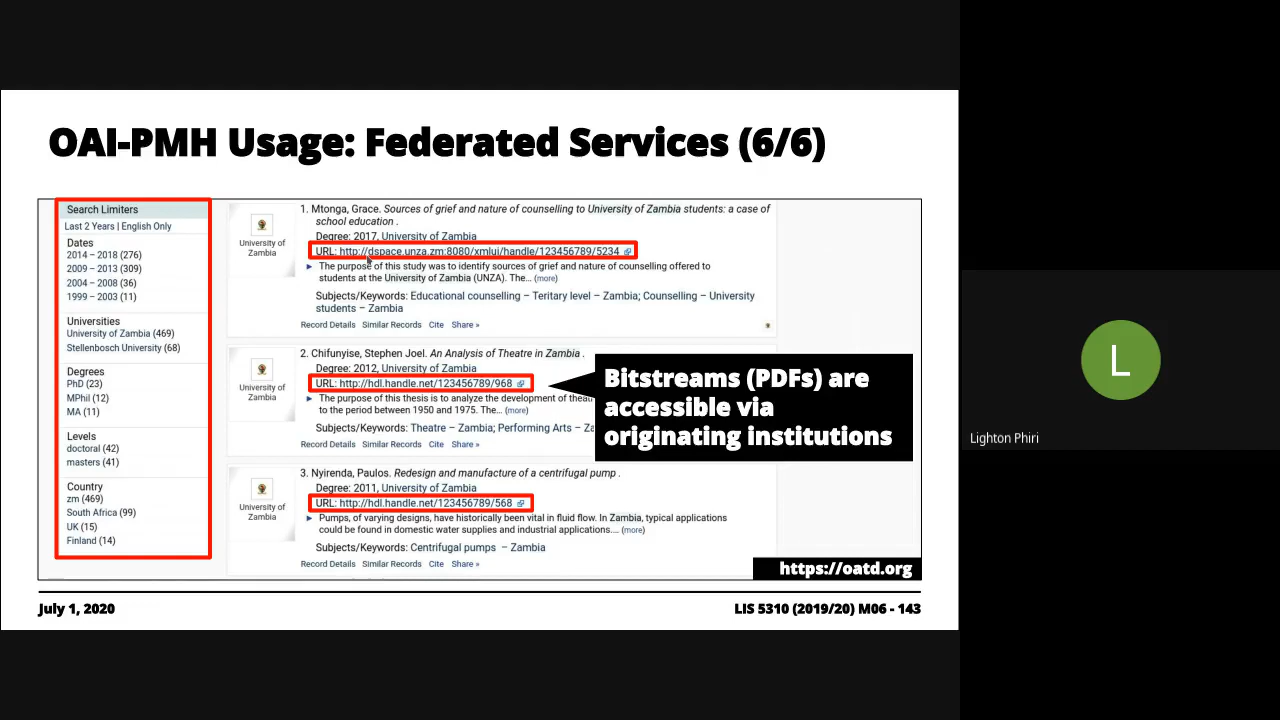 OAI-PMH Usage: Federated Services (6/6)
Search Limiters
Last 2 Years | English Only
Dates
2014 – 2018 (276)
2009 – 2013 (309)
2004 – 2008 (36)
1999 – 2003 (11)
Universities
University of Zambia (469)
Stellenbosch University (68)
Degrees
PhD (23)
MPhil (12)
MA (11)
Levels
doctoral (42)
masters (41)
Country
zm (469)
South Africa (99)
UK (15)
Finland (14)
University of
Zambia
1. Mtonga, Grace. Sources of grief and nature of counselling to University of Zambia students: a case of
school education .
Degree: 2017, University of Zambia
URL: http://dspace.unza.zm:8080/xmlui/handle/123456789/5234
► The purpose of this study was to identify sources of grief and nature of counselling offered to
students at the University of Zambia (UNZA). The… (more)
Subjects/Keywords: Educational counselling – Teritary level – Zambia; Counselling – University
students – Zambia
Record Details Similar Records Cite Share »
University of
Zambia
2. Chifunyise, Stephen Joel. An Analysis of Theatre in Zambia .
Degree: 2012, University of Zambia
URL: http://hdl.handle.net/123456789/968
► The purpose of this thesis is to analyze the development of
to the period between 1950 and 1975. The… (more)
Subjects/Keywords: Theatre – Zambia; Performing Arts –
Record Details Similar Records Cite Share »
Bitstreams (PDFs) are
accessible via
originating institutions
University of
Zambia
3. Nyirenda, Paulos. Redesign and manufacture of a centrifugal pump .
Degree: 2011, University of Zambia
URL: http://hdl.handle.net/123456789/568
► Pumps, of varying designs, have historically been vital in fluid flow. In Zambia, typical applications
could be found in domestic water supplies and industrial applications.… (more)
Subjects/Keywords: Centrifugal pumps – Zambia
Record Details Similar Records Cite Share »
https://oatd.org
July 1, 2020
LIS 5310 (2019/20) M06 - 143
L
Lighton Phiri